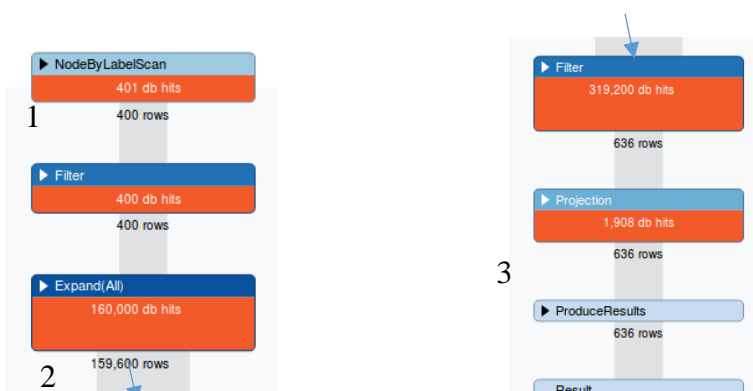 NodeByLabelScan
401 db hits
1
400 rows
Filter
400 db hits
400 rows
Expand(All)
160,000 db hits
159,600 rows
2
Filter
319,200 db hits
636 rows
Projection
1,908 db hits
636 rows
3
ProduceResults
636 rows
Result